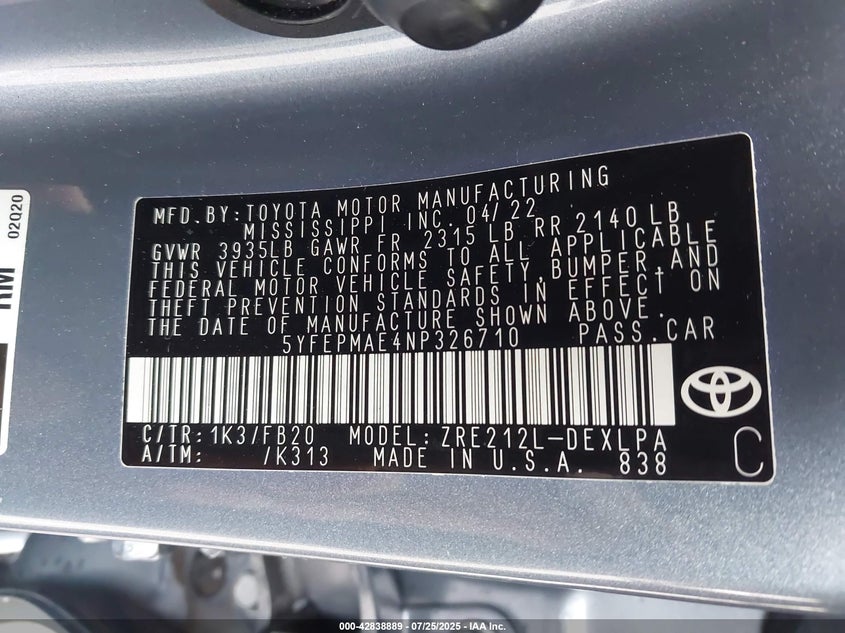 02Q20
RM
MFD. BY: TOYOTA MOTOR MANUFACTURING
MISSISSIPPI INC. 04/22
GVWR 3935LB GAWR FR 2315 LB RR 2140 LB
THIS VEHICLE CONFORMS TO ALL APPLICABLE
FEDERAL MOTOR VEHICLE SAFETY, BUMPER, AND
THEFT PREVENTION STANDARDS IN EFFECT ON
THE DATE OF MANUFACTURE SHOWN ABOVE.
5YFEPMAE4NP326710 PASS. CAR
C/TR: 1K3/FB20 MODEL: ZRE212L-DEXLPA
A/TM: /K313 MADE IN U.S.A. 838
C
000-42838889 | 07/25/2025 - IAA Inc.